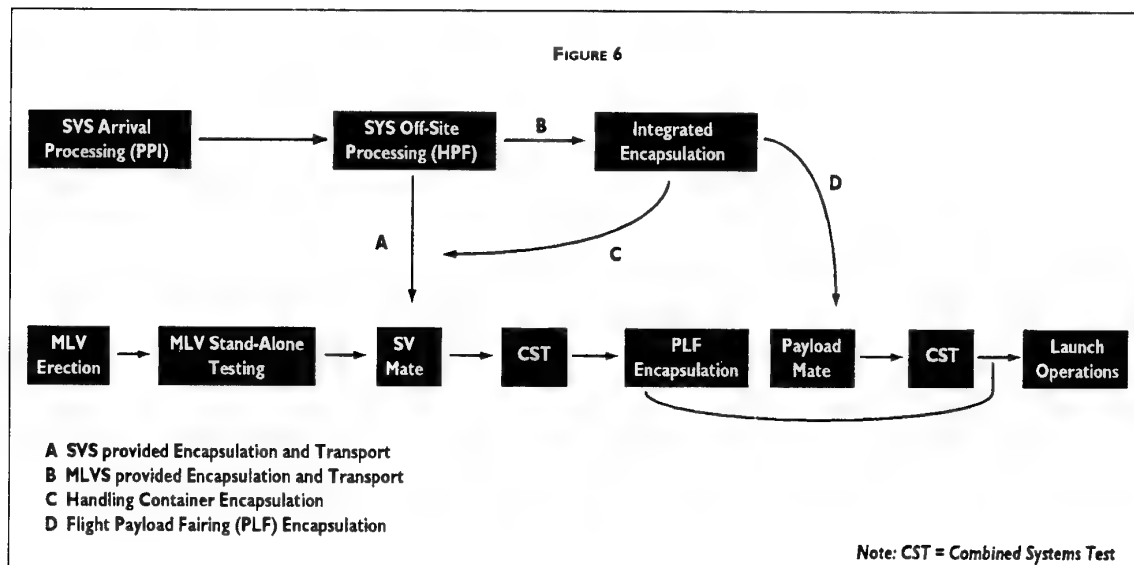 FIGURE 6
SVS Arrival
Processing (PPI)
SYS Off-Site
Processing (HPF)
B
Integrated
Encapsulation
D
A
C
MLV
Erection
MLV Stand-Alone
Testing
SV
Mate
CST
PLF
Encapsulation
Payload
Mate
CST
Launch
Operations
A SVS provided Encapsulation and Transport
B MLVS provided Encapsulation and Transport
C Handling Container Encapsulation
D Flight Payload Fairing (PLF) Encapsulation
Note: CST = Combined Systems Test